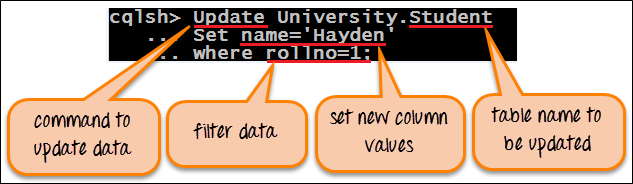 cqlsh> Update University.Student
... Set name='Hayden'
... where rollno=1;
command to
update data
filter data
set new column
values
table name to
be updated